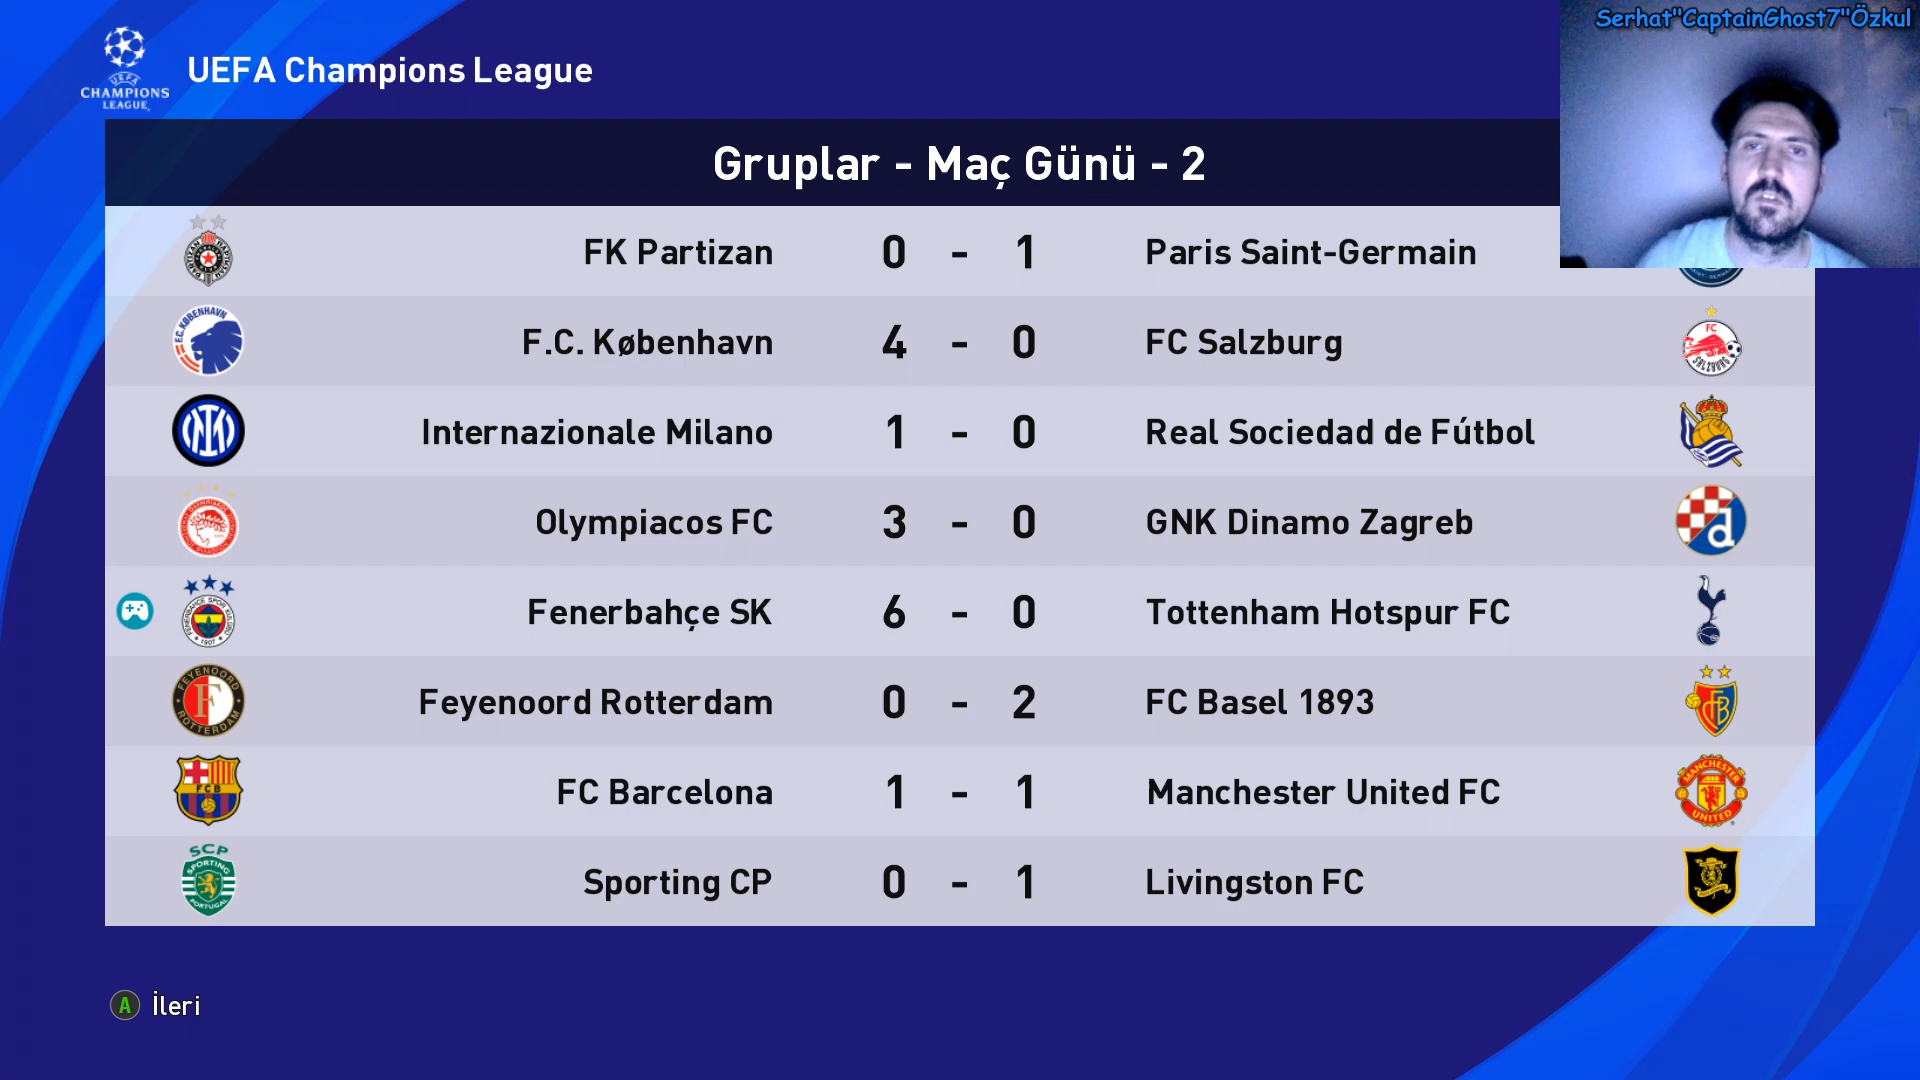 Serhat"CaptainGhost7"Özkul
UEFA
CHAMPIONS
LEAGUE
UEFA Champions League
Gruplar - Maç Günü - 2
FK Partizan 0 - 1 Paris Saint-Germain
F.C. København 4 - 0 FC Salzburg
Internazionale Milano 1 - 0 Real Sociedad de Fútbol
Olympiacos FC 3 - 0 GNK Dinamo Zagreb
Fenerbahçe SK 6 - 0 Tottenham Hotspur FC
Feyenoord Rotterdam 0 - 2 FC Basel 1893
FC Barcelona 1 - 1 Manchester United FC
Sporting CP 0 - 1 Livingston FC
A İleri